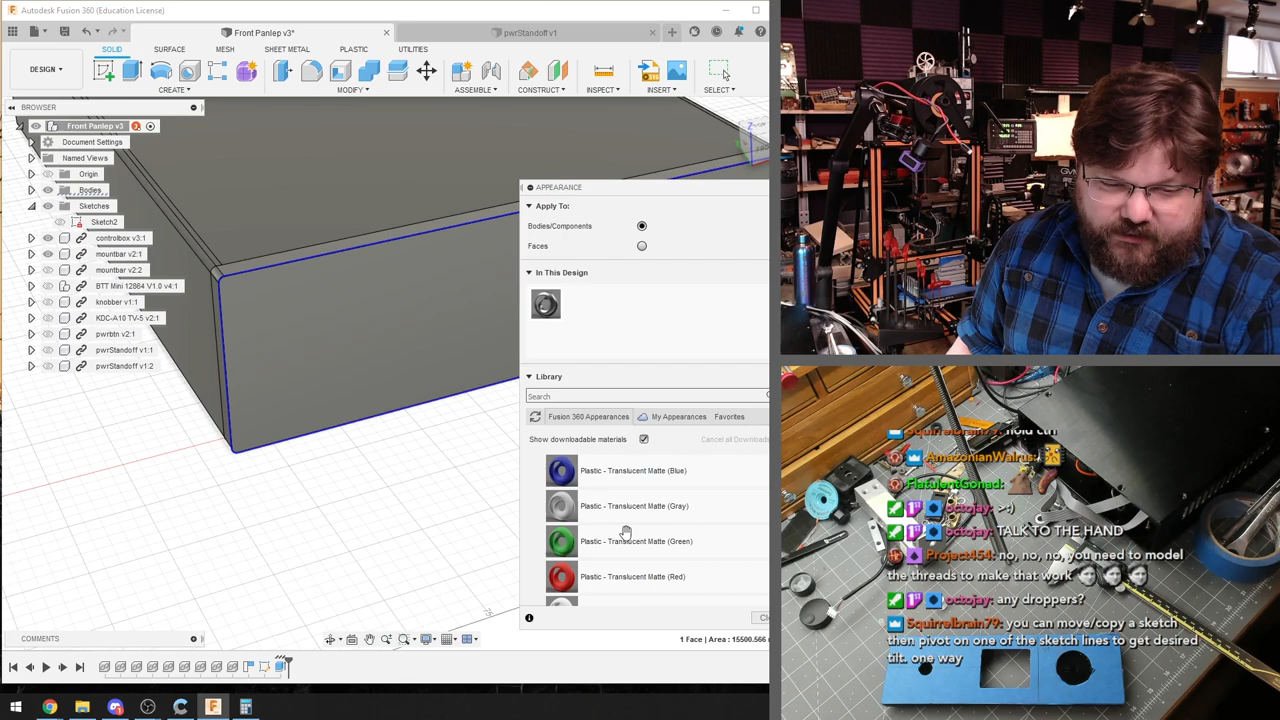 Autodesk Fusion 360 (Education License)
Front Panlep v3*
pwrStandoff v1
SOLID
SURFACE
MESH
SHEET METAL
PLASTIC
UTILITIES
DESIGN
CREATE
MODIFY
ASSEMBLE
CONSTRUCT
INSPECT
INSERT
SELECT
BROWSER
Front Panlep v3
Document Settings
Named Views
Origin
Bodies
Sketches
Sketch2
controlbox v3:1
mountbar v2:1
mountbar v2:2
BTT Mini 12864 V1.0 v4:1
knobber v1:1
KDC-A10 TV-5 v2:1
pwrbtn v2:1
pwrStandoff v1:1
pwrStandoff v1:2
APPEARANCE
Apply To:
Bodies/Components
Faces
In This Design
Library
Search
Fusion 360 Appearances
My Appearances
Favorites
Show downloadable materials
Cancel all Downloads
Plastic - Translucent Matte (Blue)
Plastic - Translucent Matte (Gray)
Plastic - Translucent Matte (Green)
Plastic - Translucent Matte (Red)
COMMENTS
1 Face | Area : 15500.566
AmazonianWalrus:
FlatulentGonad:
octojay: >:)
octojay: TALK TO THE HAND
Project454: no, no, no, you need to model
the threads to make that work
octojay: any droppers?
Squirrelbrain79: you can move/copy a sketch
then pivot on one of the sketch lines to get desired
tilt. one way